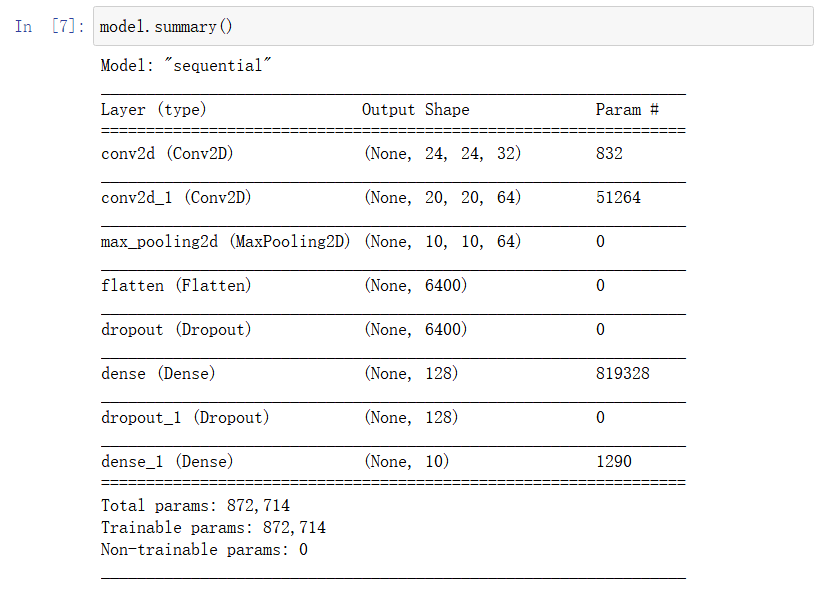 In [7]: model.summary()
Model: "sequential"
_________________________________________________________________
Layer (type)                 Output Shape              Param #
=================================================================
conv2d (Conv2D)              (None, 24, 24, 32)        832
_________________________________________________________________
conv2d_1 (Conv2D)            (None, 20, 20, 64)        51264
_________________________________________________________________
max_pooling2d (MaxPooling2D) (None, 10, 10, 64)        0
_________________________________________________________________
flatten (Flatten)            (None, 6400)              0
_________________________________________________________________
dropout (Dropout)            (None, 6400)              0
_________________________________________________________________
dense (Dense)                (None, 128)               819328
_________________________________________________________________
dropout_1 (Dropout)          (None, 128)               0
_________________________________________________________________
dense_1 (Dense)              (None, 10)                1290
=================================================================
Total params: 872,714
Trainable params: 872,714
Non-trainable params: 0
_________________________________________________________________